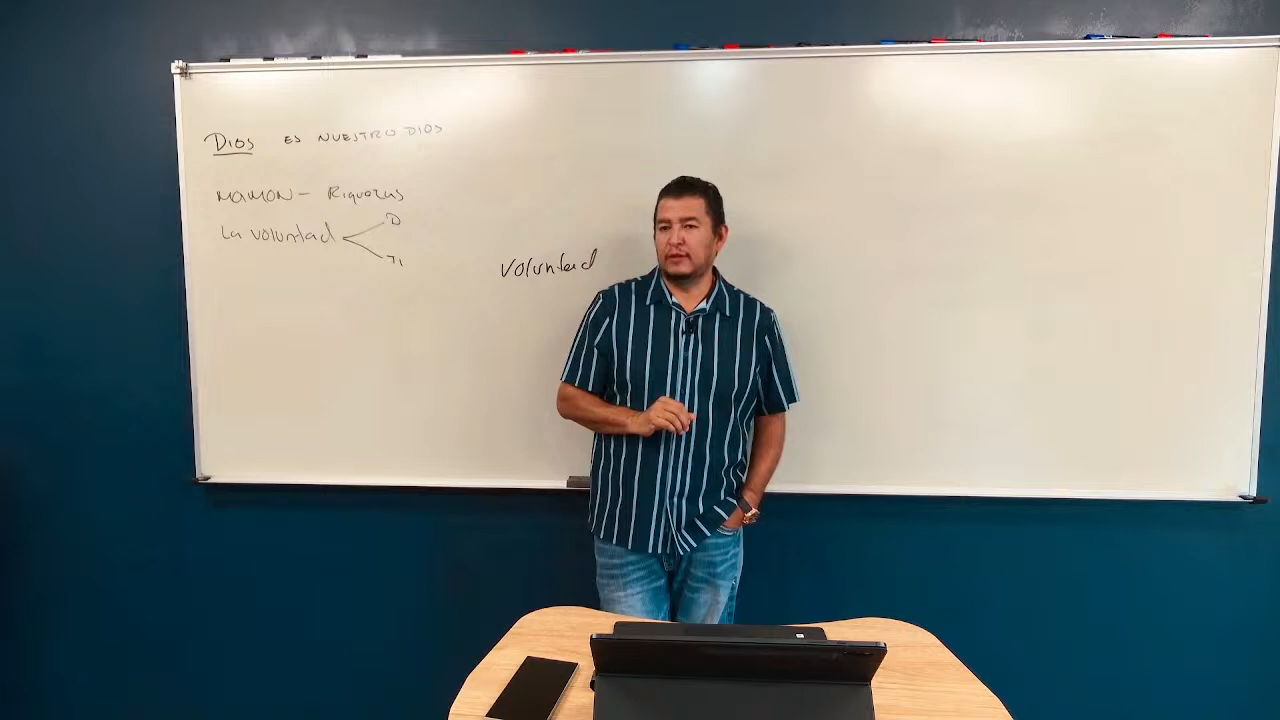 DIOS ES NUESTRO DIOS
MAMON - Riquezas
La voluntad
D
voluntad